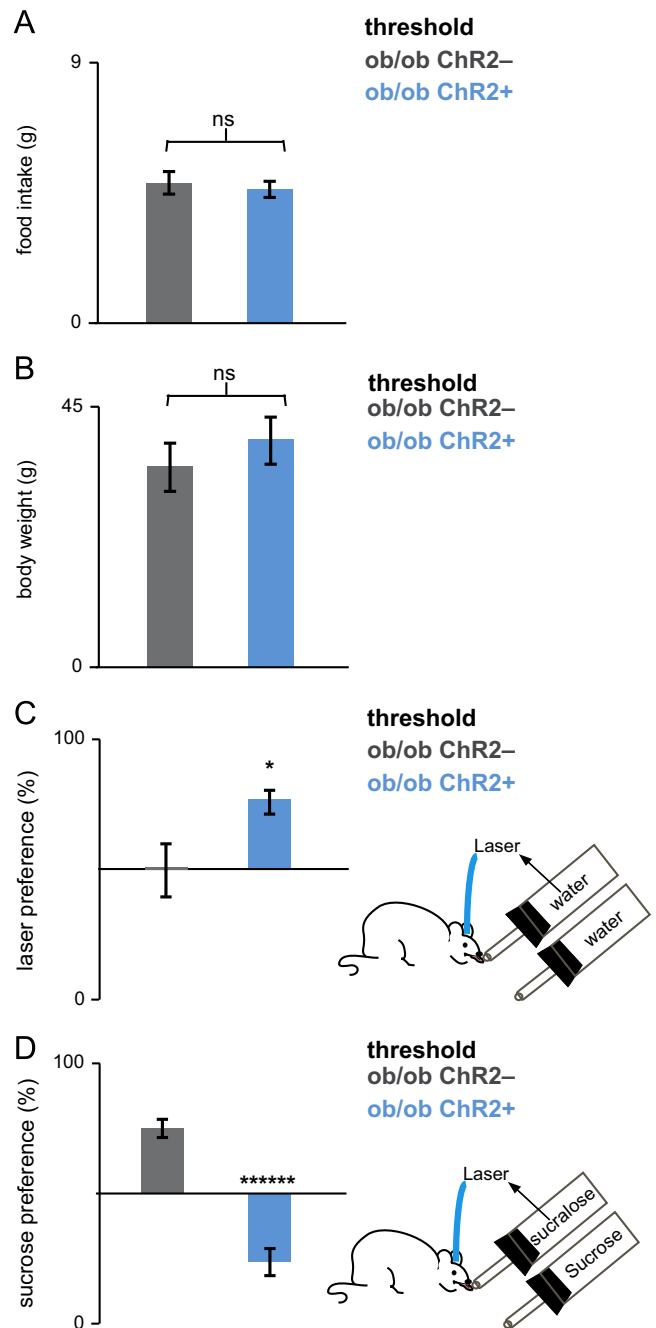 A
threshold
ob/ob ChR2–
ob/ob ChR2+
9
ns
food intake (g)
0
B
threshold
ob/ob ChR2–
ob/ob ChR2+
ns
45
body weight (g)
0
C
threshold
ob/ob ChR2–
ob/ob ChR2+
100
*
laser preference (%)
Laser
water
water
0
D
threshold
ob/ob ChR2–
ob/ob ChR2+
100
******
sucrose preference (%)
Laser
sucralose
Sucrose
0